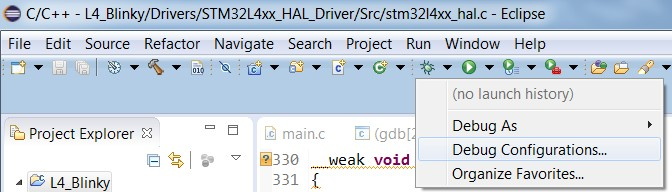 C/C++ - L4_Blinky/Drivers/STM32L4xx_HAL_Driver/Src/stm32l4xx_hal.c - Eclipse
File Edit Source Refactor Navigate Search Project Run Window Help
010
(no launch history)
Debug As
Debug Configurations...
Organize Favorites...
Project Explorer
L4_Blinky
main.c
(gdb[2
330 __weak void
331 {